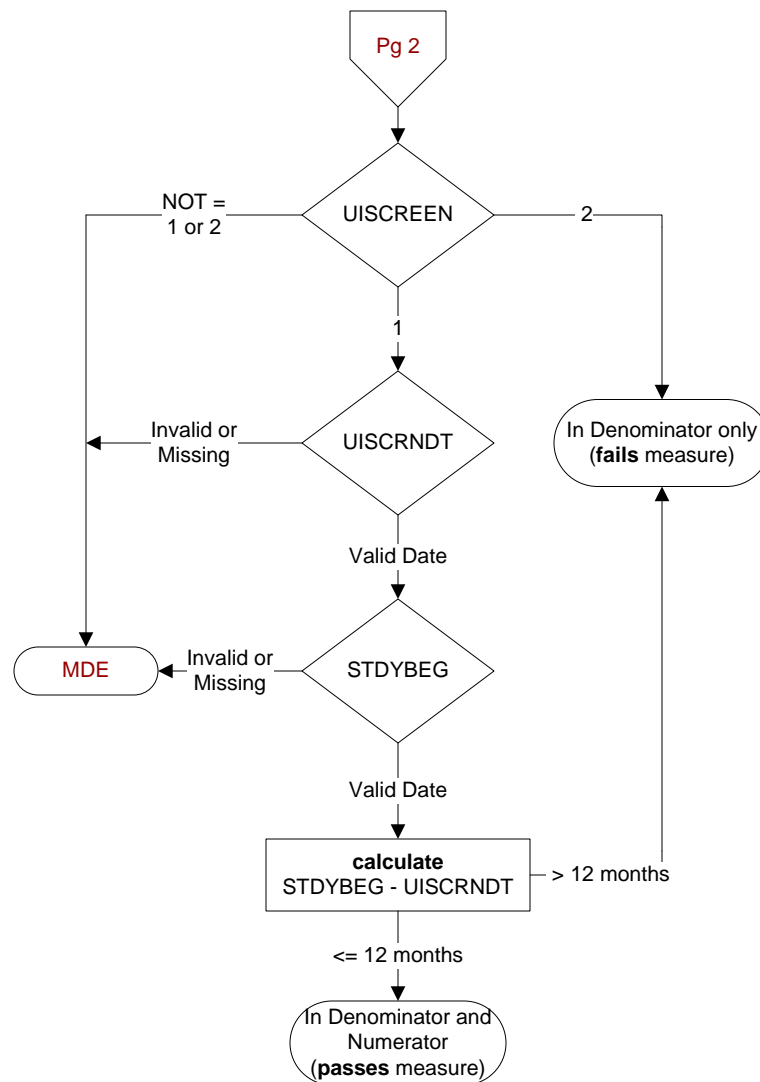 Pg 2
UISCREEN
NOT =
1 or 2
2
1
UISCRNDT
Invalid or
Missing
In Denominator only
(fails measure)
Valid Date
STDYBEG
Invalid or
Missing
MDE
Valid Date
calculate
STDYBEG - UISCRNDT
> 12 months
<= 12 months
In Denominator and
Numerator
(passes measure)